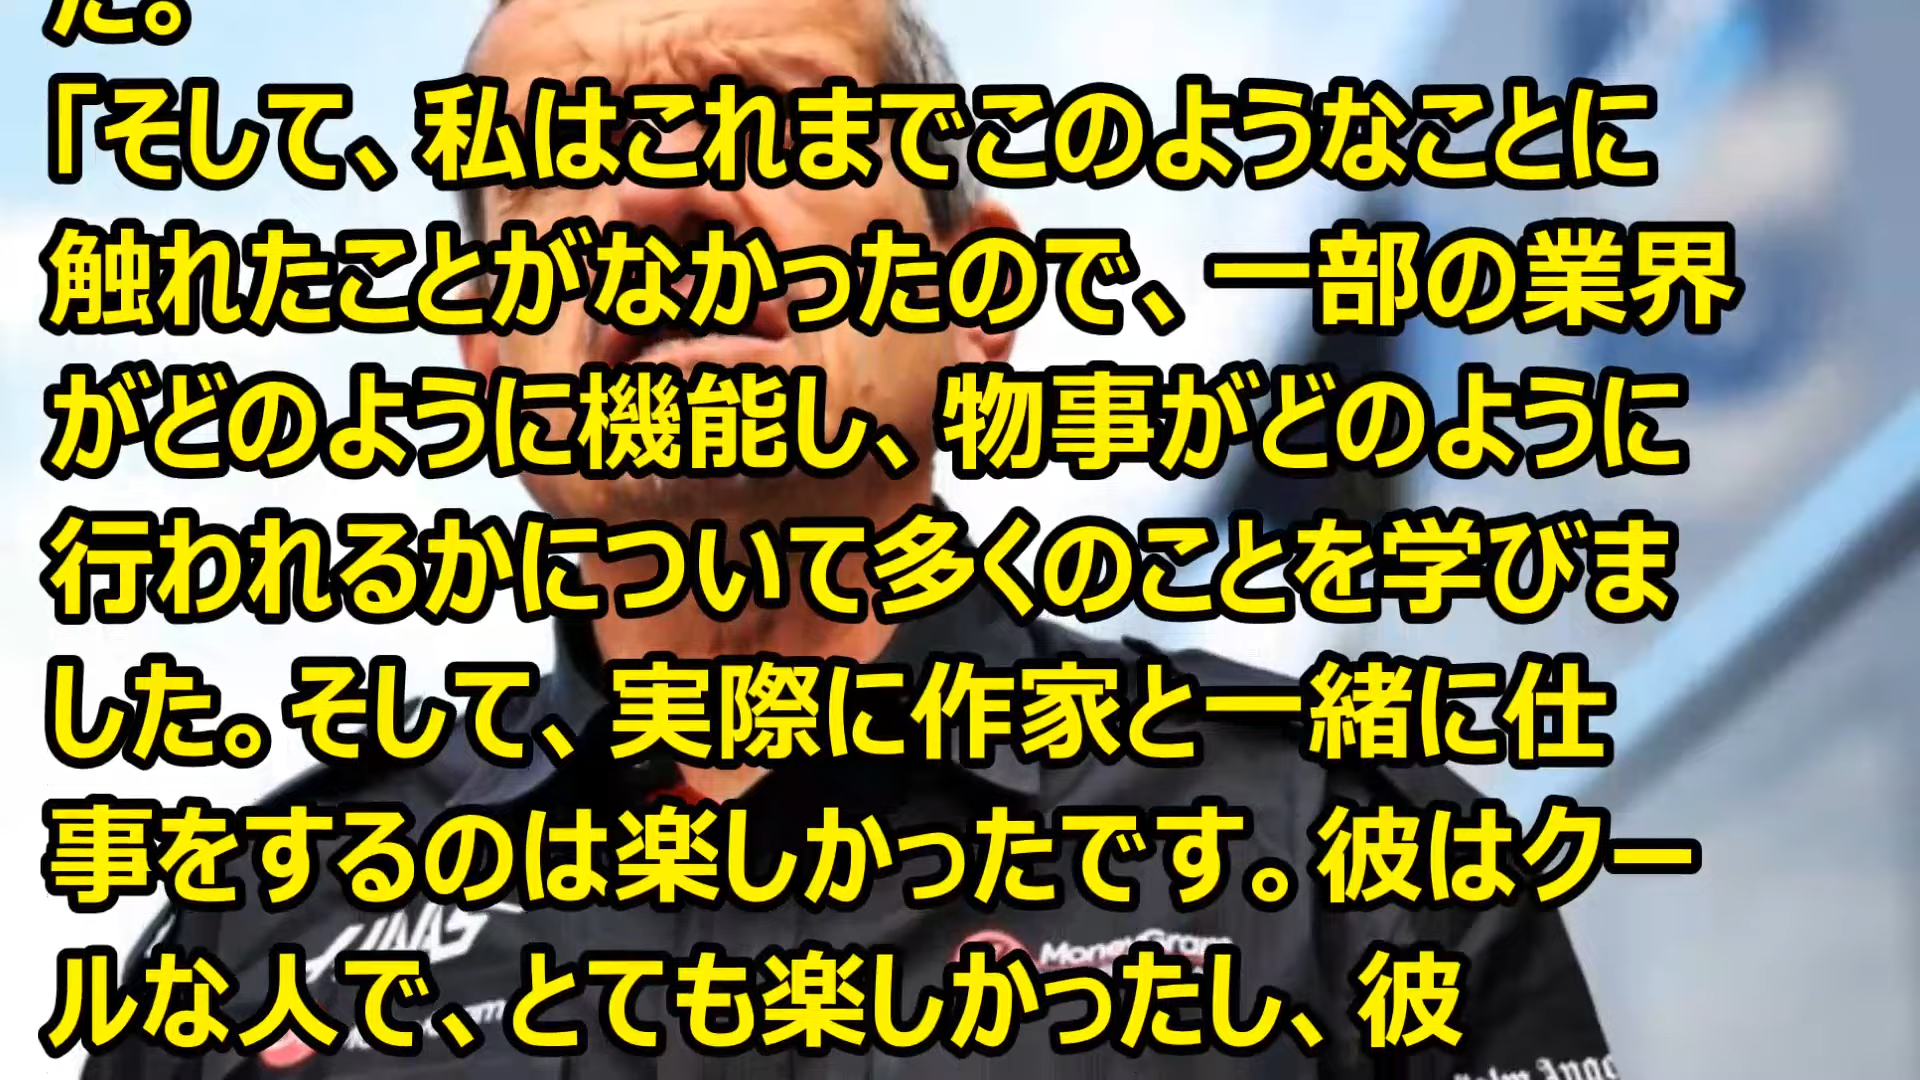 た。
「そして、私はこれまでこのようなことに
触れたことがなかったので、一部の業界
がどのように機能し、物事がどのように
行われるかについて多くのことを学びま
した。そして、実際に作家と一緒に仕
事をするのは楽しかったです。彼はクー
ルな人で、とても楽しかったし、彼
HAAS
MoneyGram